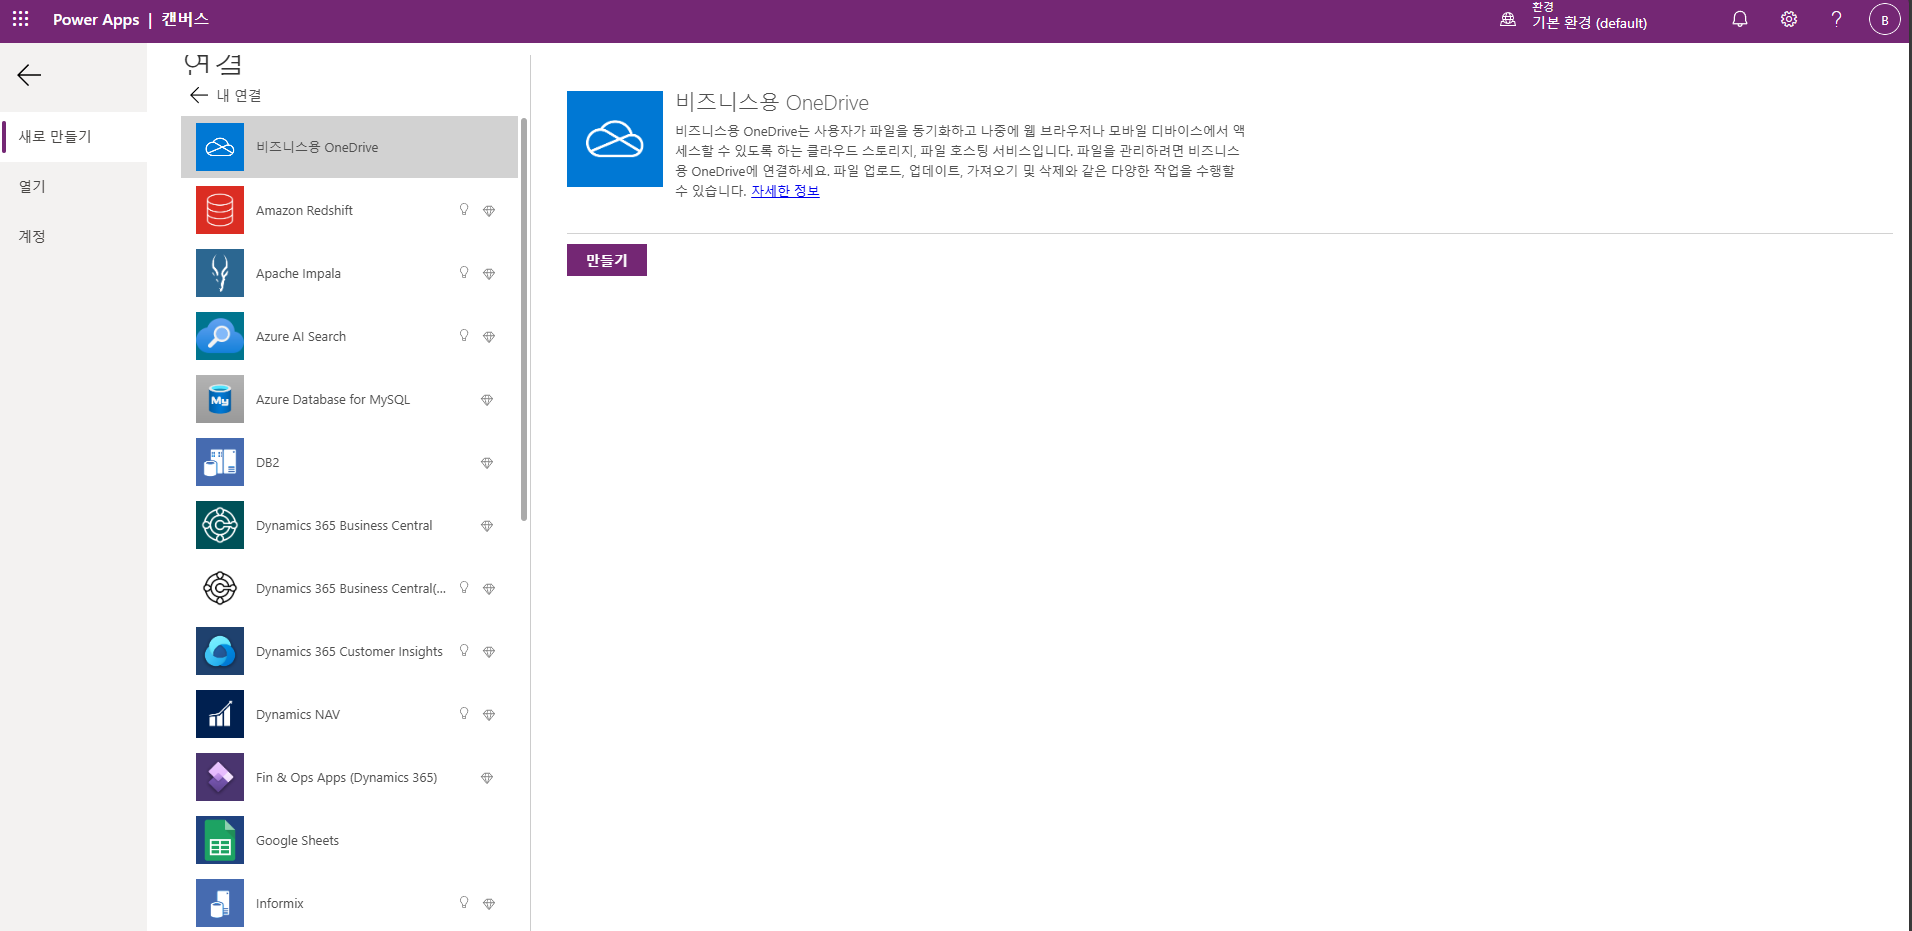 Power Apps | 캔버스
환경
기본 환경 (default)
B
새로 만들기
열기
계정
연결
내 연결
비즈니스용 OneDrive
Amazon Redshift
Apache Impala
Azure AI Search
My
Azure Database for MySQL
DB2
Dynamics 365 Business Central
Dynamics 365 Business Central(...
Dynamics 365 Customer Insights
Dynamics NAV
Fin & Ops Apps (Dynamics 365)
Google Sheets
Informix
비즈니스용 OneDrive
비즈니스용 OneDrive는 사용자가 파일을 동기화하고 나중에 웹 브라우저나 모바일 디바이스에서 액
세스할 수 있도록 하는 클라우드 스토리지, 파일 호스팅 서비스입니다. 파일을 관리하려면 비즈니스
용 OneDrive에 연결하세요. 파일 업로드, 업데이트, 가져오기 및 삭제와 같은 다양한 작업을 수행할
수 있습니다. 자세한 정보
만들기